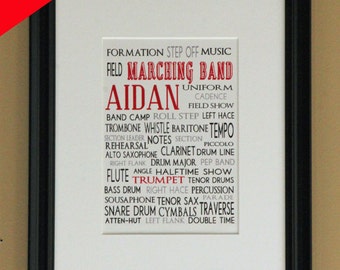 FORMATION STEP OFF MUSIC
FIELD MARCHING BAND
AIDAN UNIFORM
CADENCE
FIELD SHOW
BAND CAMP ROLL STEP LEFT HACE
TROMBONE WHISTLE BARITONE TEMPO
SECTION LEADER NOTES SECTION PICCOLO
REHEARSAL CLARINET DRUM LINE
ALTO SAXOPHONE
RIGHT FLANK DRUM MAJOR PEP BAND
FLUTE ANGLE HALFTIME SHOW
TRUMPET TENOR DRUMS
BASS DRUM RIGHT HACE PERCUSSION
SOUSAPHONE TENOR SAX PARADE
SNARE DRUM CYMBALS TRAVERSE
ATTEN-HUT LEFT FLANK DOUBLE TIME